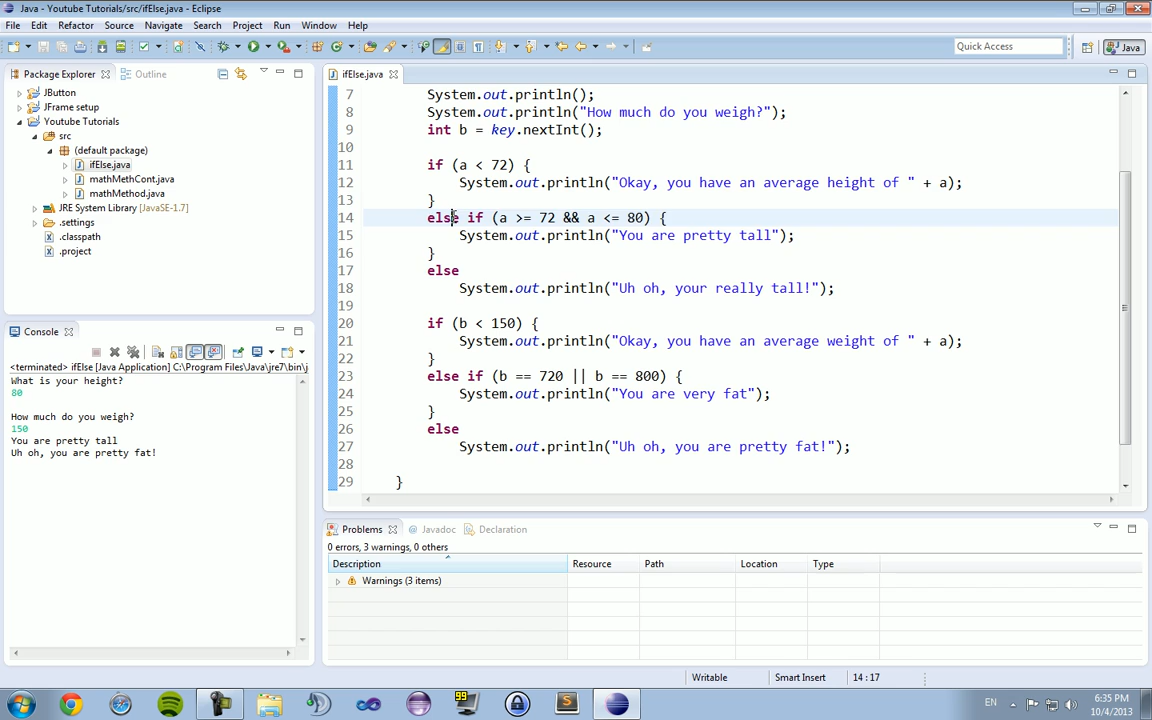 Java - Youtube Tutorials/src/ifElse.java - Eclipse
File Edit Refactor Source Navigate Search Project Run Window Help
Quick Access
Java
Package Explorer
Outline
JButton
JFrame setup
Youtube Tutorials
src
(default package)
ifElse.java
mathMethCont.java
mathMethod.java
JRE System Library [JavaSE-1.7]
.settings
.classpath
.project
Console
<terminated> ifElse [Java Application] C:\Program Files\Java\jre7\bin\j
What is your height?
80
How much do you weigh?
150
You are pretty tall
Uh oh, you are pretty fat!
ifElse.java
7 System.out.println();
8 System.out.println("How much do you weigh?");
9 int b = key.nextInt();
10
11 if (a < 72) {
12 System.out.println("Okay, you have an average height of " + a);
13 }
14 else if (a >= 72 && a <= 80) {
15 System.out.println("You are pretty tall");
16 }
17 else
18 System.out.println("Uh oh, your really tall!");
19
20 if (b < 150) {
21 System.out.println("Okay, you have an average weight of " + a);
22 }
23 else if (b == 720 || b == 800) {
24 System.out.println("You are very fat");
25 }
26 else
27 System.out.println("Uh oh, you are pretty fat!");
28
29 }
Problems @ Javadoc Declaration
0 errors, 3 warnings, 0 others
Description Resource Path Location Type
Warnings (3 items)
Writable Smart Insert 14 : 17
99
EN
6:35 PM
10/4/2013